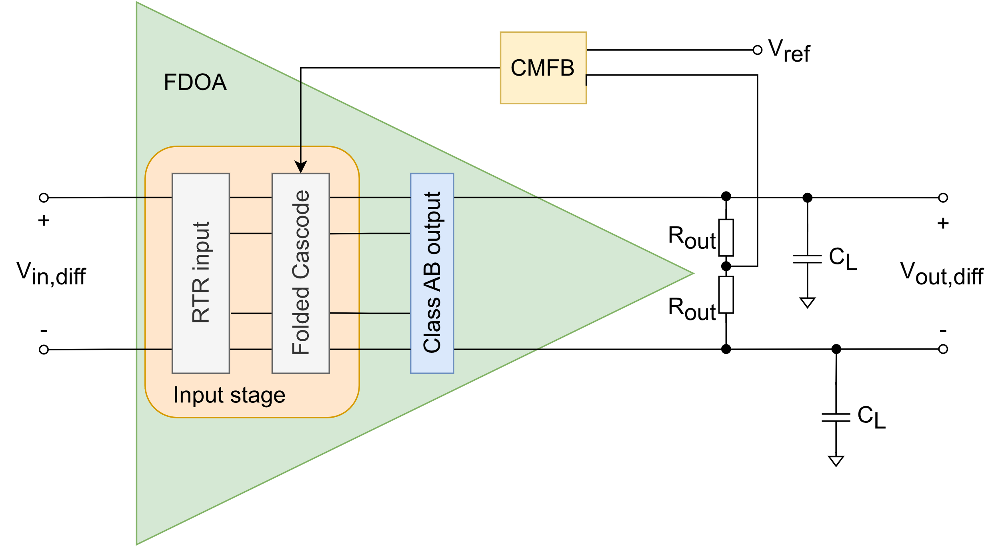 FDOA
CMFB
Vref
+
-
Vin,diff
RTR input
Folded Cascode
Input stage
Class AB output
Rout
Rout
CL
CL
+
-
Vout,diff